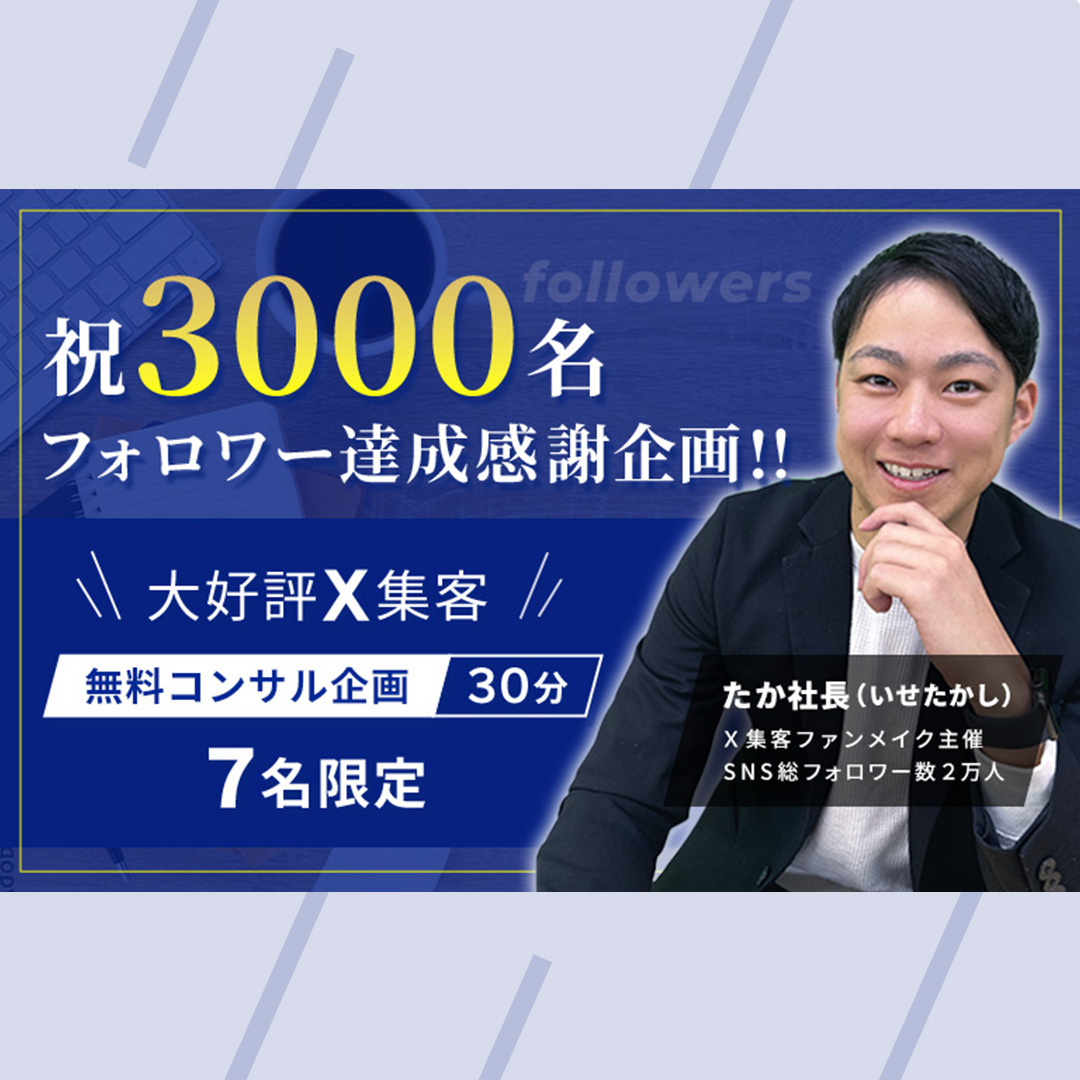 followers
祝3000名
フォロワー達成感謝企画!!
大好評X集客
無料コンサル企画 30分
7名限定
たか社長(いせたかし)
X集客ファンメイク主催
SNS総フォロワー数2万人